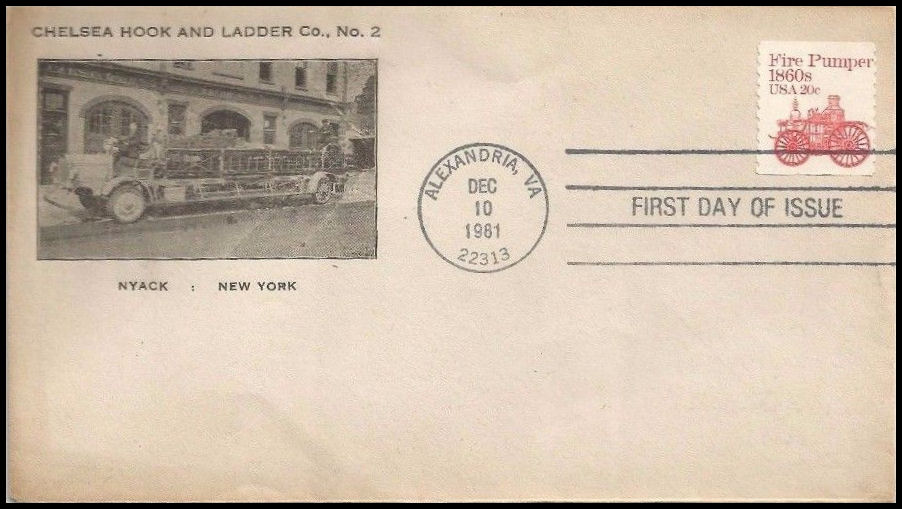 CHELSEA HOOK AND LADDER Co., No. 2
NYACK : NEW YORK
ALEXANDRIA, VA
DEC
10
1981
22313
Fire Pumper
1860s
USA 20c
FIRST DAY OF ISSUE